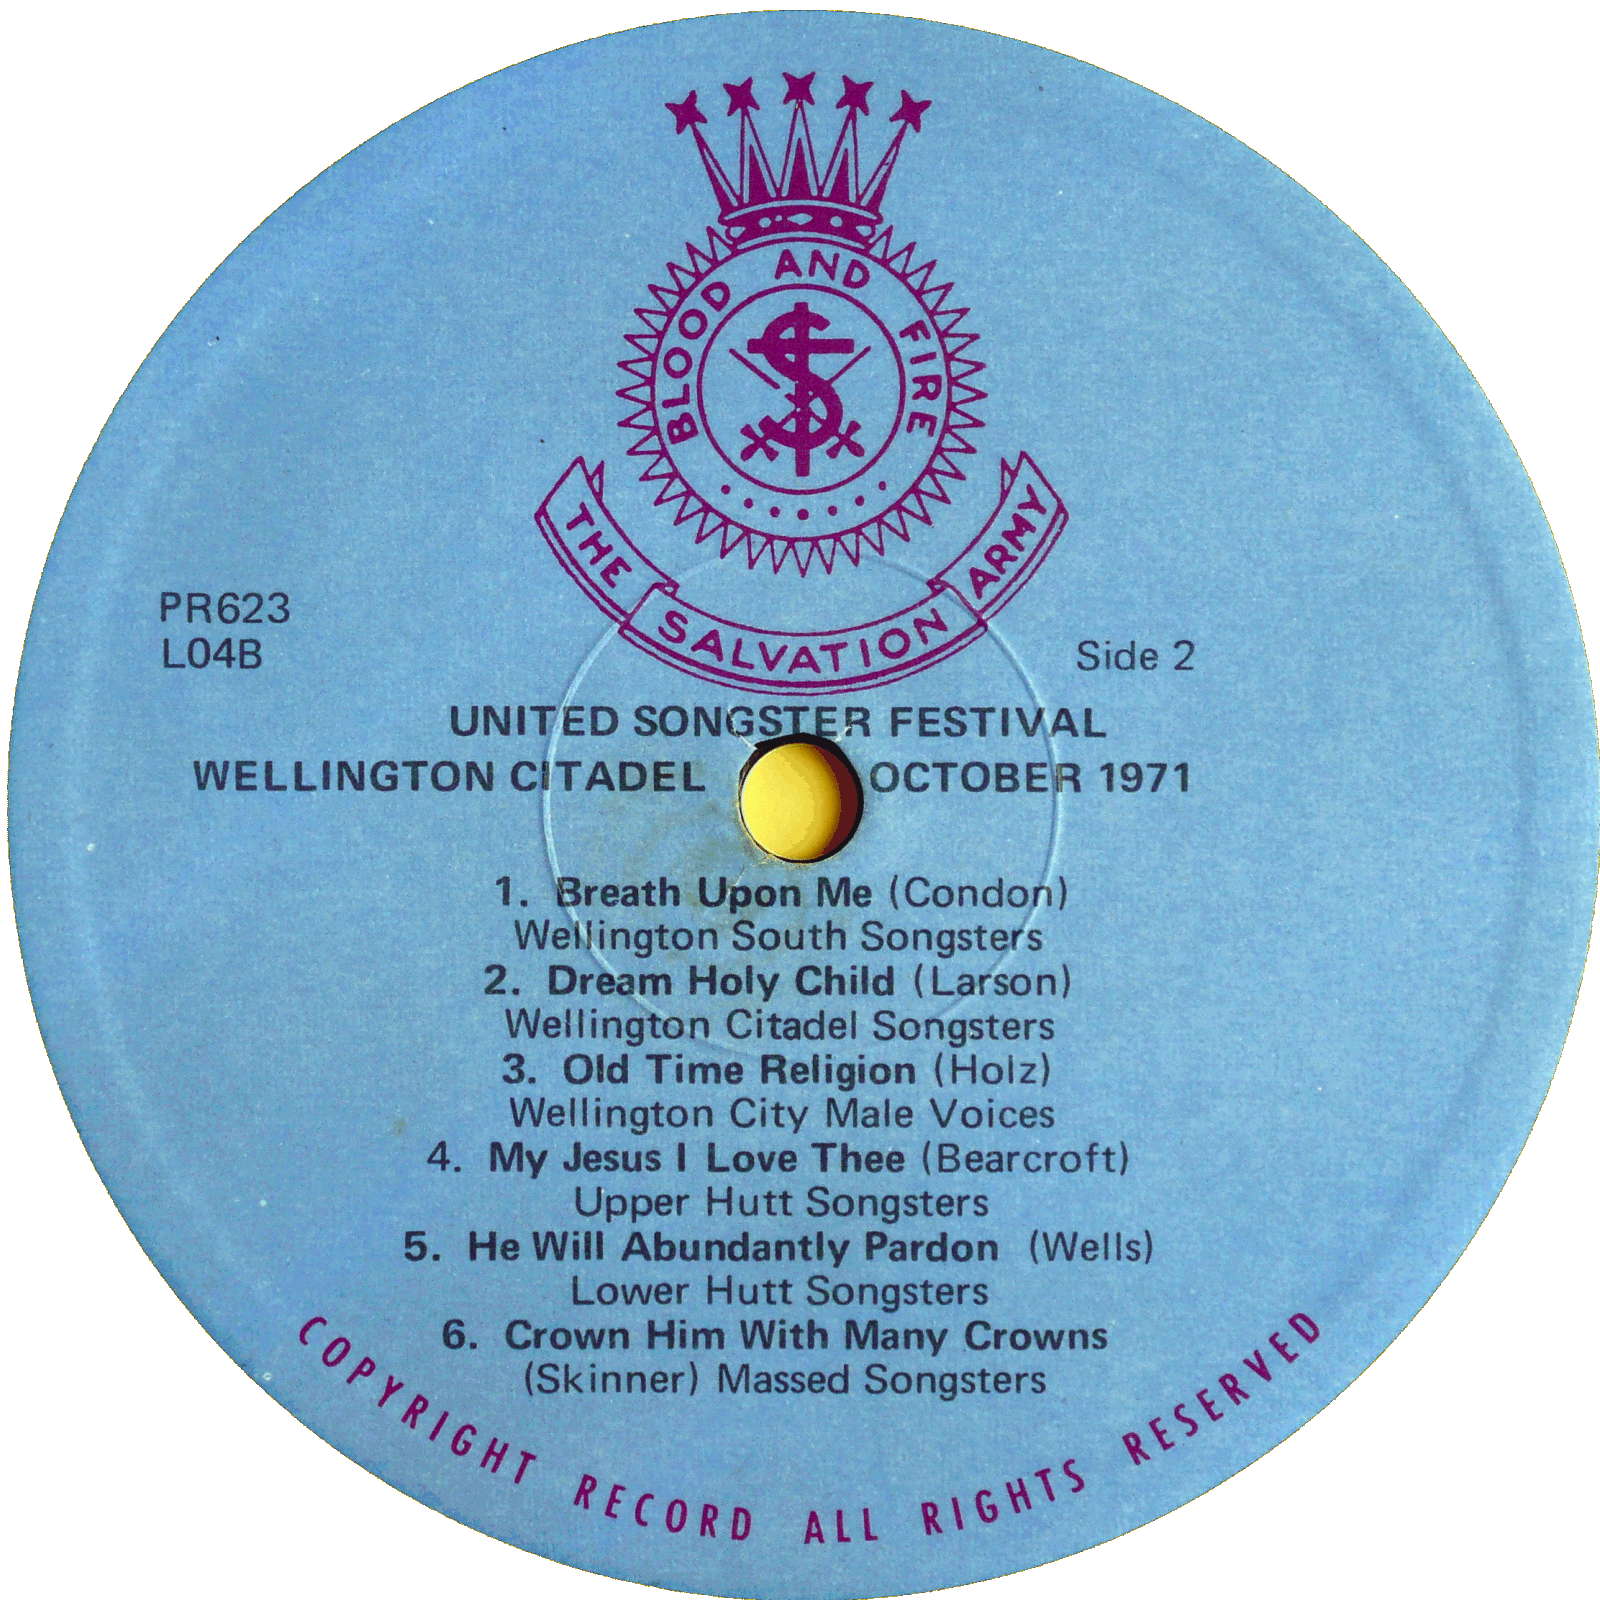 BLOOD AND FIRE
S
THE SALVATION ARMY
PR623
L04B
Side 2
UNITED SONGSTER FESTIVAL
WELLINGTON CITADEL OCTOBER 1971
1. Breath Upon Me (Condon)
Wellington South Songsters
2. Dream Holy Child (Larson)
Wellington Citadel Songsters
3. Old Time Religion (Holz)
Wellington City Male Voices
4. My Jesus I Love Thee (Bearcroft)
Upper Hutt Songsters
5. He Will Abundantly Pardon (Wells)
Lower Hutt Songsters
6. Crown Him With Many Crowns
(Skinner) Massed Songsters
COPYRIGHT RECORD ALL RIGHTS RESERVED